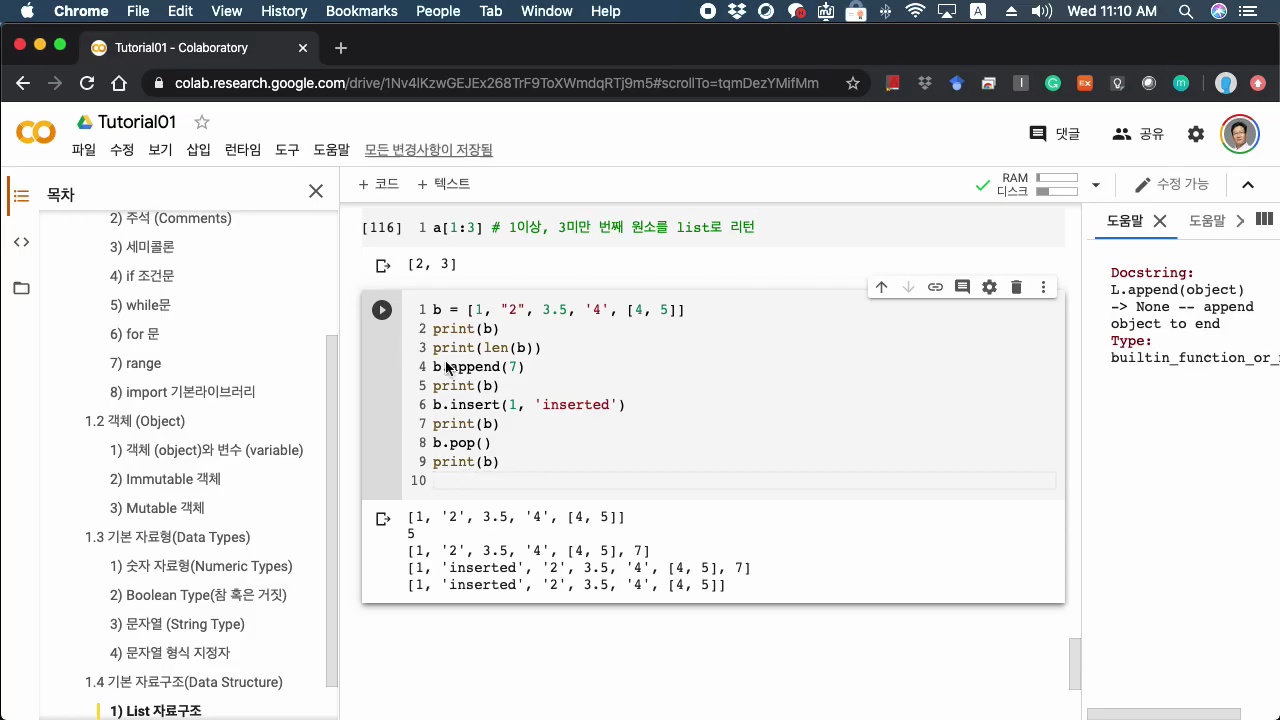 Chrome File Edit View History Bookmarks People Tab Window Help A Wed 11:10 AM
Tutorial01 - Colaboratory
colab.research.google.com/drive/1Nv4lKzwGEJEx268TrF9ToXWmdqRTj9m5#scrollTo=tqmDezYMifMm
Tutorial01
파일 수정 보기 삽입 런타임 도구 도움말 모든 변경사항이 저장됨
댓글 공유
목차
2) 주석 (Comments)
3) 세미콜론
4) if 조건문
5) while문
6) for 문
7) range
8) import 기본라이브러리
1.2 객체 (Object)
1) 객체 (object)와 변수 (variable)
2) Immutable 객체
3) Mutable 객체
1.3 기본 자료형(Data Types)
1) 숫자 자료형(Numeric Types)
2) Boolean Type(참 혹은 거짓)
3) 문자열 (String Type)
4) 문자열 형식 지정자
1.4 기본 자료구조(Data Structure)
1) List 자료구조
+ 코드 + 텍스트
RAM
디스크
수정 가능
[116] 1 a[1:3] # 1이상, 3미만 번째 원소를 list로 리턴
[2, 3]
1 b = [1, "2", 3.5, '4', [4, 5]]
2 print(b)
3 print(len(b))
4 b.append(7)
5 print(b)
6 b.insert(1, 'inserted')
7 print(b)
8 b.pop()
9 print(b)
10
[1, '2', 3.5, '4', [4, 5]]
5
[1, '2', 3.5, '4', [4, 5], 7]
[1, 'inserted', '2', 3.5, '4', [4, 5], 7]
[1, 'inserted', '2', 3.5, '4', [4, 5]]
도움말 도움말
Docstring:
L.append(object)
-> None -- append
object to end
Type:
builtin_function_or_